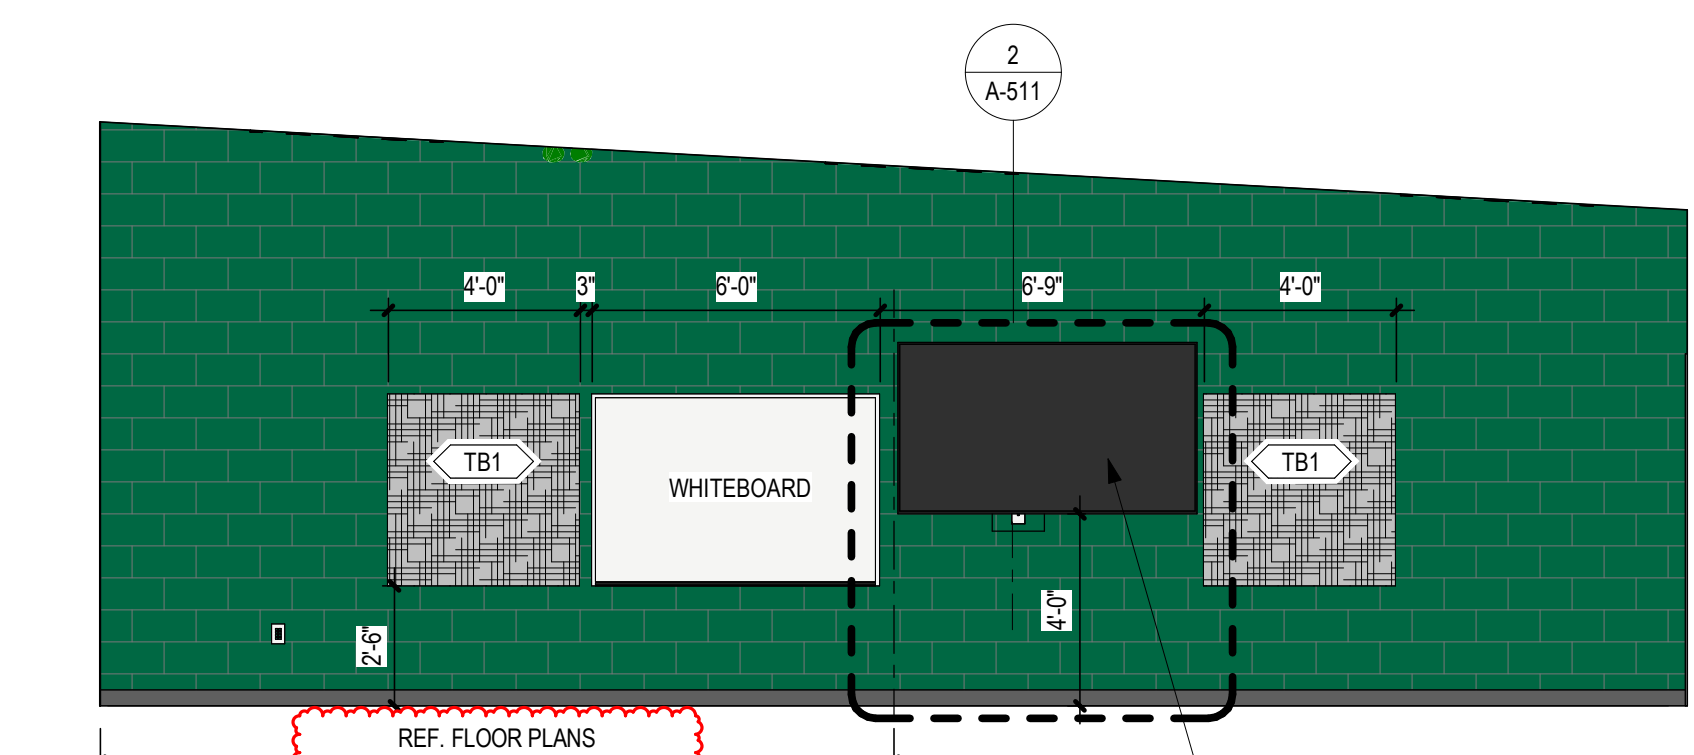 2
A-511
4'-0"
3"
6'-0"
6'-9"
4'-0"
TB1
WHITEBOARD
TB1
4'-0"
2'-6"
REF. FLOOR PLANS